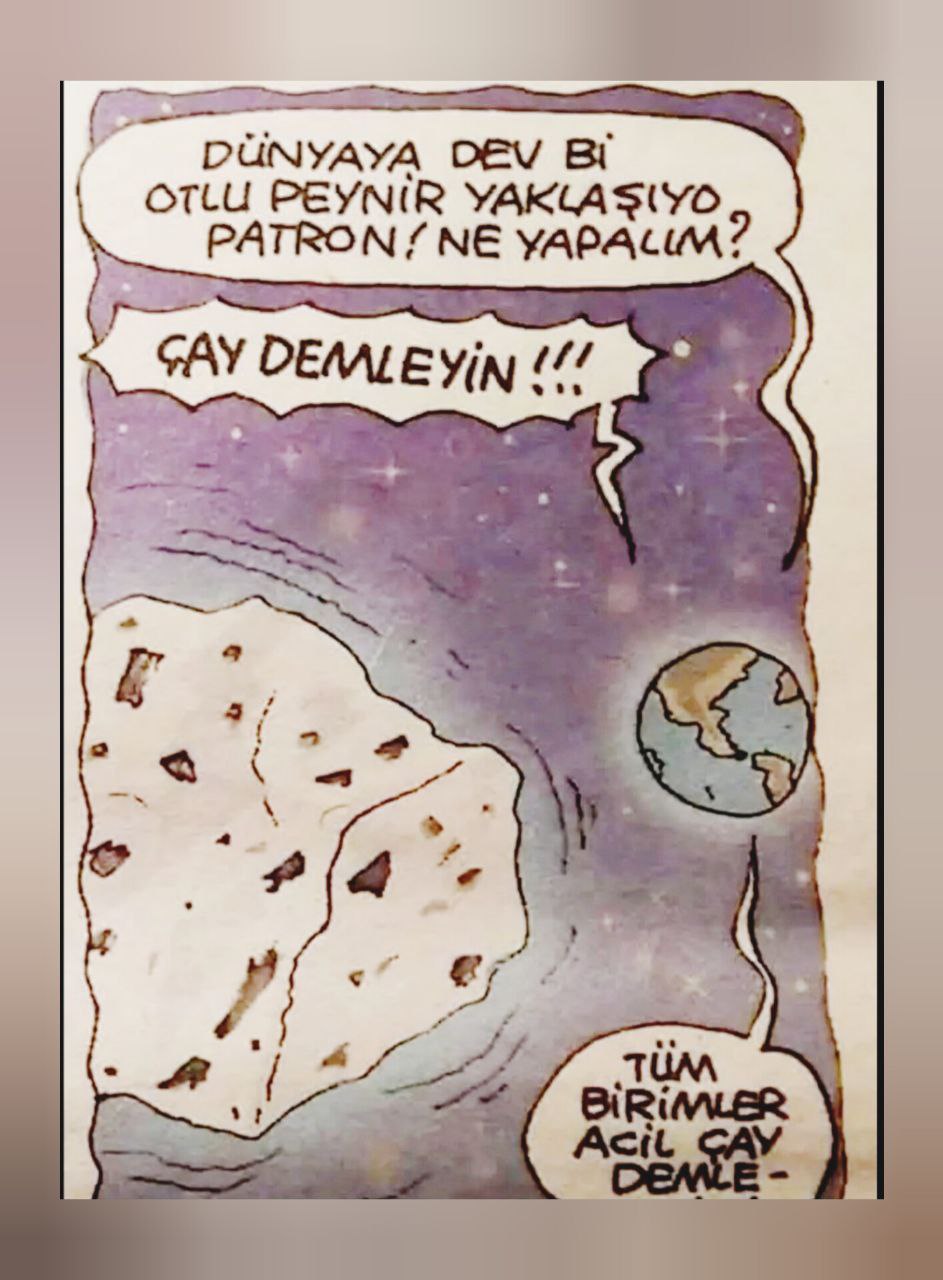 DÜNYAYA DEV Bİ
OTLU PEYNİR YAKLAŞIYO
PATRON! NE YAPALIM?
ÇAY DEMLEYİN!!!
TÜM
BİRİMLER
ACİL ÇAY
DEMLE-